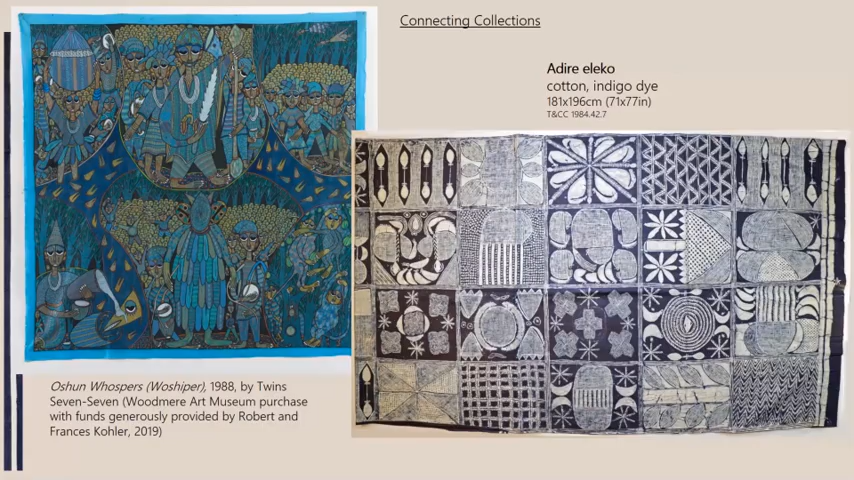 Connecting Collections
Adire eleko
cotton, indigo dye
181x196cm (71x77in)
T&CC 1984.42.7
Oshun Whospers (Woshiper), 1988, by Twins
Seven-Seven (Woodmere Art Museum purchase
with funds generously provided by Robert and
Frances Kohler, 2019)